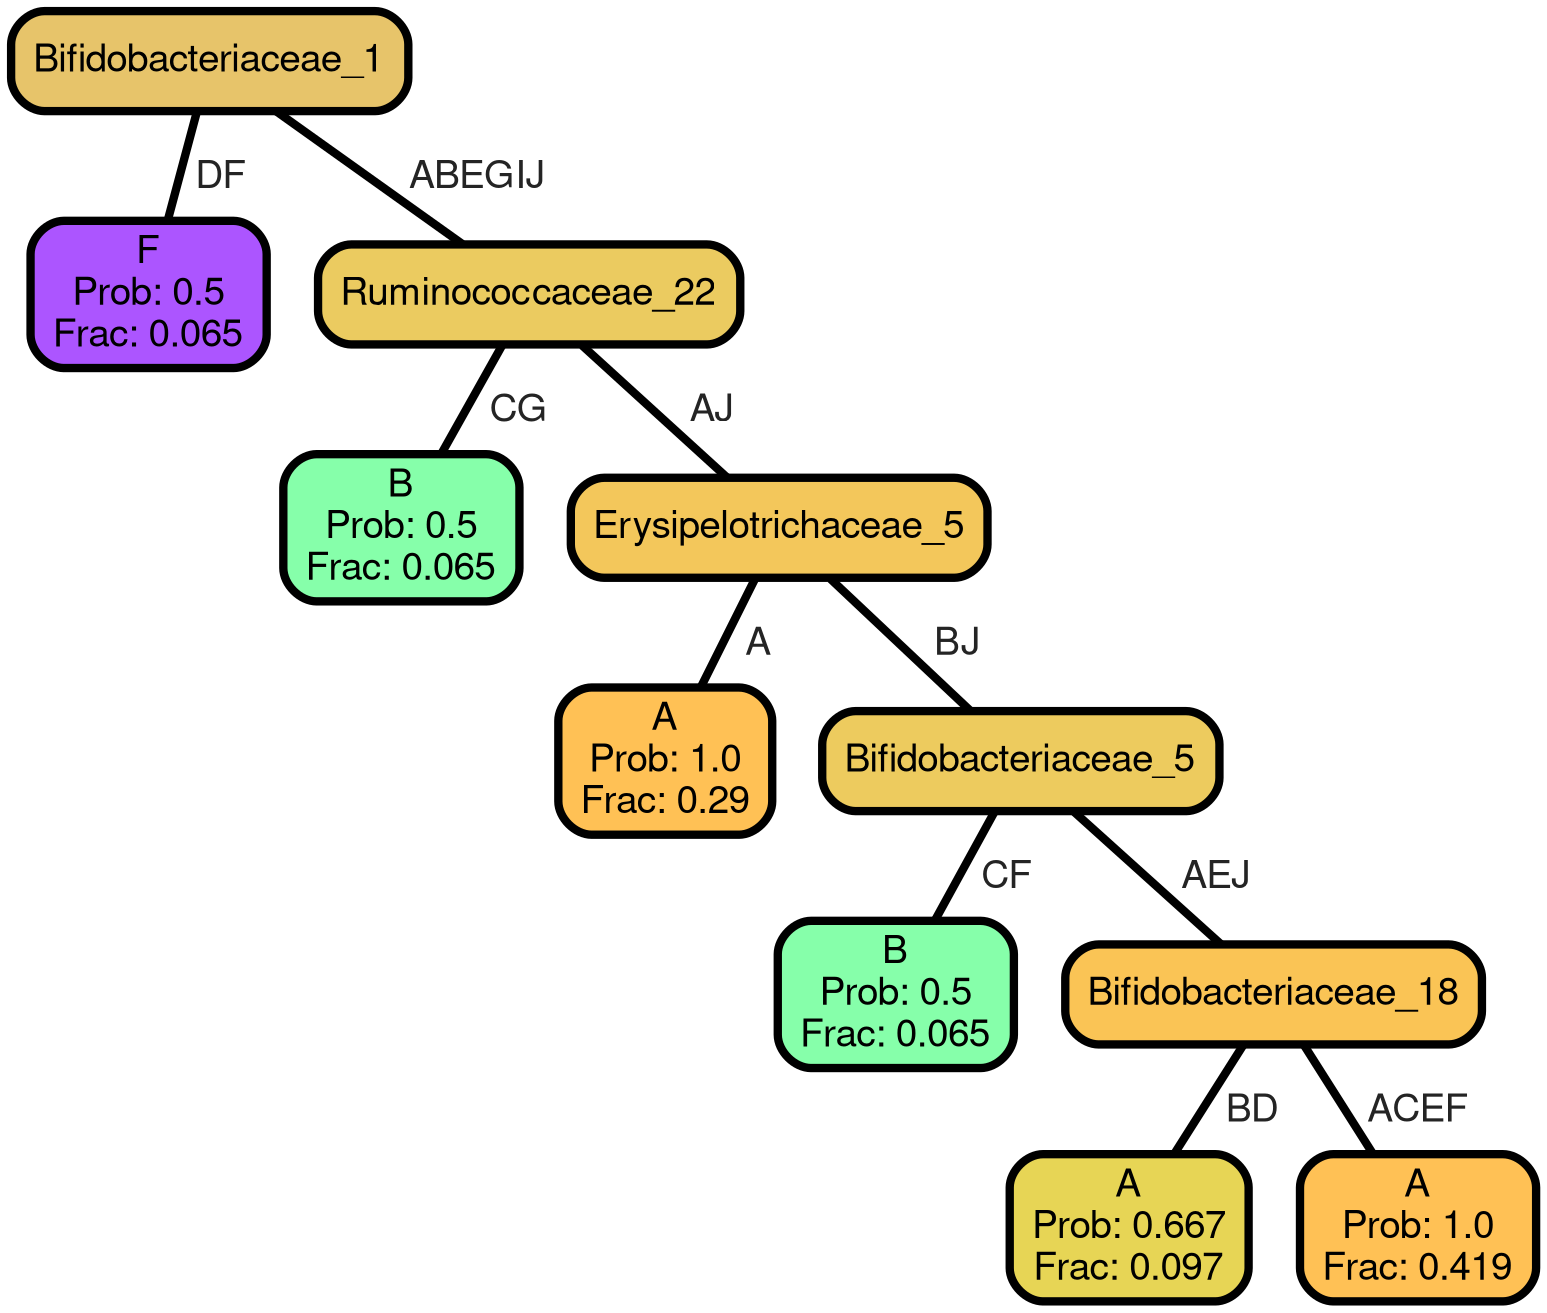 Bifidobacteriaceae_1
DF
ABEGIJ
F
Prob: 0.5
Frac: 0.065
Ruminococcaceae_22
CG
AJ
B
Prob: 0.5
Frac: 0.065
Erysipelotrichaceae_5
A
BJ
A
Prob: 1.0
Frac: 0.29
Bifidobacteriaceae_5
CF
AEJ
B
Prob: 0.5
Frac: 0.065
Bifidobacteriaceae_18
BD
ACEF
A
Prob: 0.667
Frac: 0.097
A
Prob: 1.0
Frac: 0.419